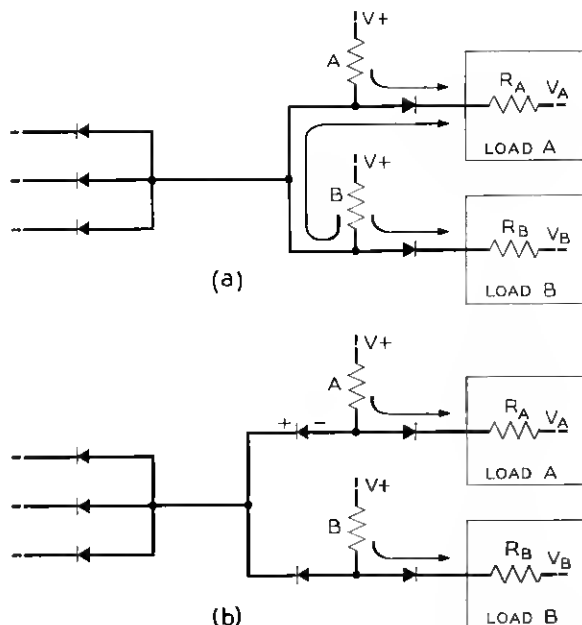 V+
A
R_A V_A
LOAD A
V+
B
R_B V_B
LOAD B
(a)
V+
A
+ -
R_A V_A
LOAD A
V+
B
R_B V_B
LOAD B
(b)